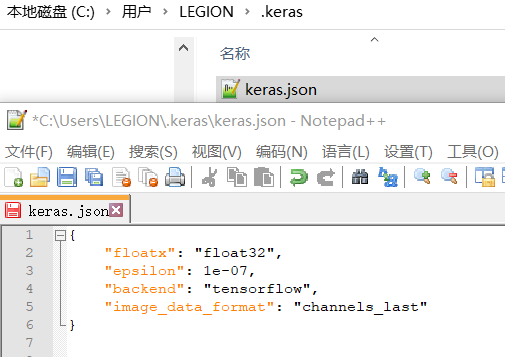 本地磁盘 (C:) › 用户 › LEGION › .keras
名称
keras.json
*C:\Users\LEGION\.keras\keras.json - Notepad++
文件(F) 编辑(E) 搜索(S) 视图(V) 编码(N) 语言(L) 设置(T) 工具(O)
keras.json
1 {
2 "floatx": "float32",
3 "epsilon": 1e-07,
4 "backend": "tensorflow",
5 "image_data_format": "channels_last"
6 }
7